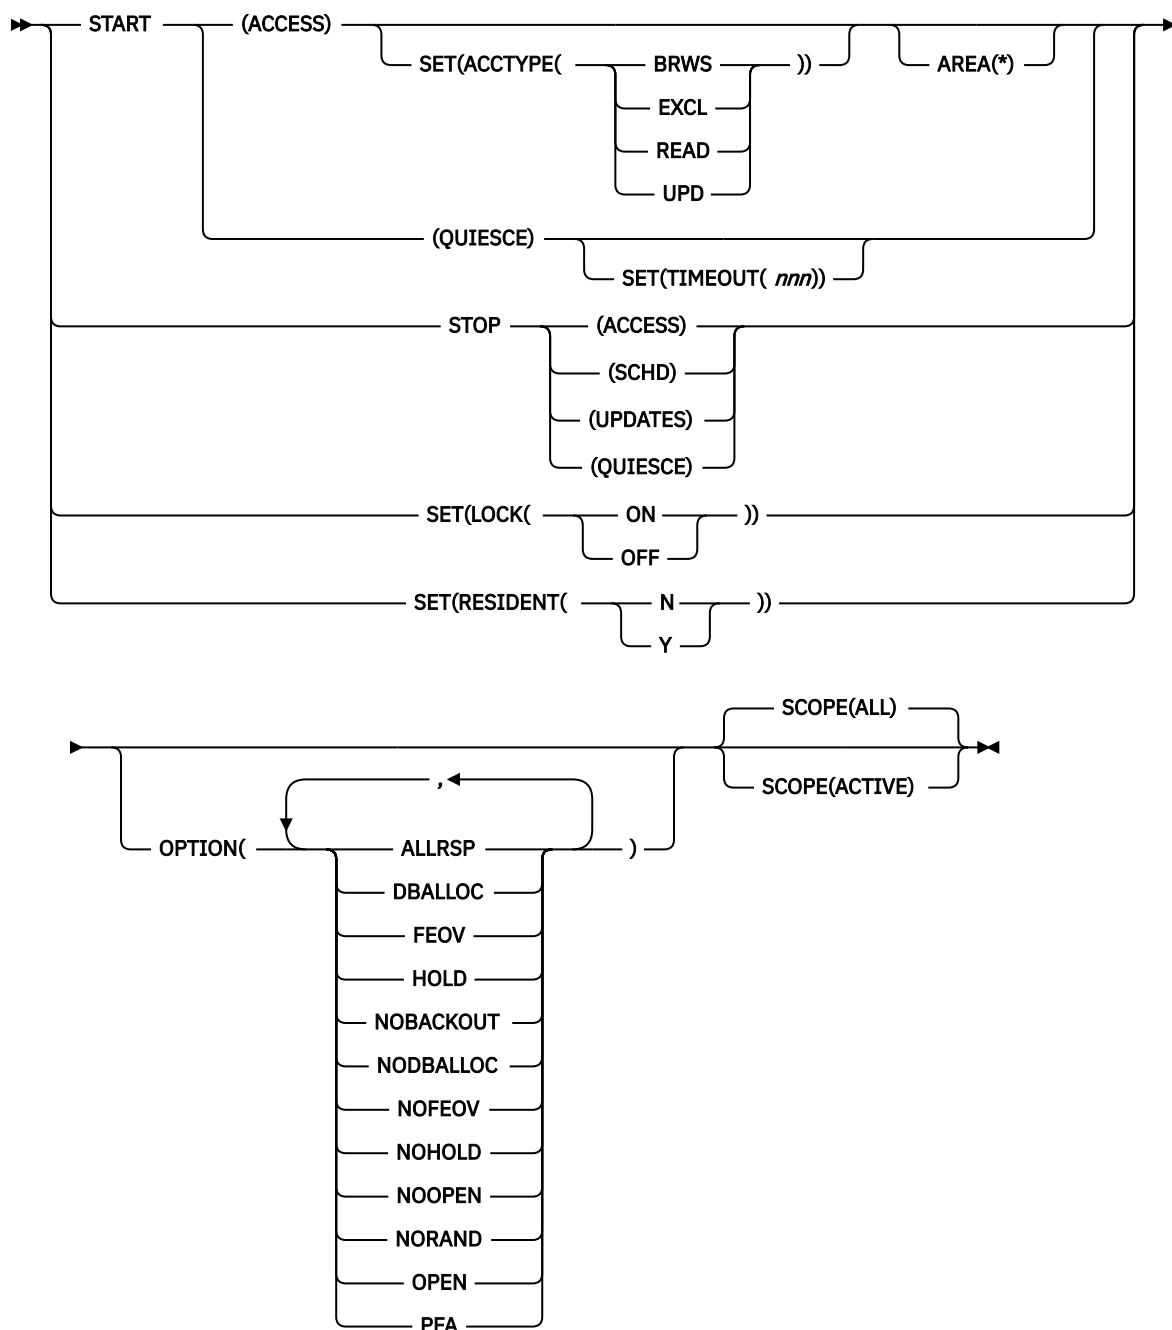 START (ACCESS)
SET(ACCTYPE( BRWS )) AREA(*)
EXCL
READ
UPD
(QUIESCE)
SET(TIMEOUT( nnn))
STOP (ACCESS)
(SCHD)
(UPDATES)
(QUIESCE)
SET(LOCK( ON ))
OFF
SET(RESIDENT( N ))
Y
SCOPE(ALL)
SCOPE(ACTIVE)
,
OPTION( ALLRSP )
DBALLOC
FEOV
HOLD
NOBACKOUT
NODBALLOC
NOFEOV
NOHOLD
NOOPEN
NORAND
OPEN
PFA